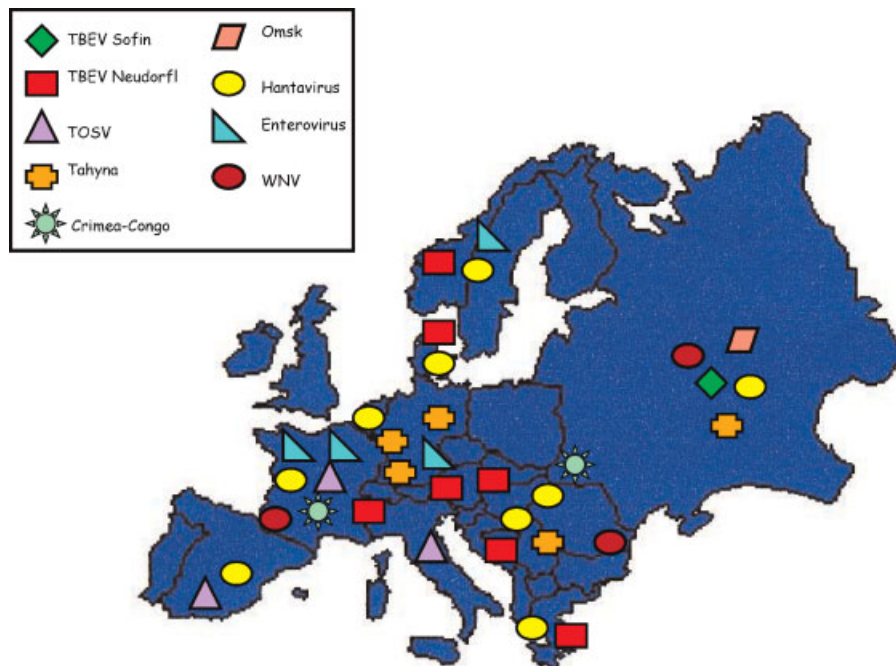 TBEV Sofin
TBEV Neudorfl
TOSV
Tahyna
Crimea-Congo
Omsk
Hantavirus
Enterovirus
WNV